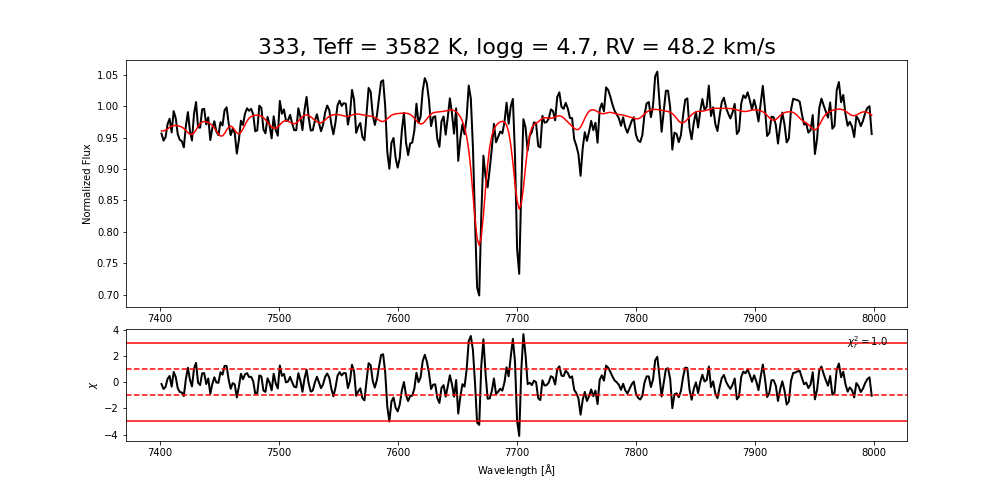 333, Teff = 3582 K, logg = 4.7, RV = 48.2 km/s
Normalized Flux
1.05
1.00
0.95
0.90
0.85
0.80
0.75
0.70
7400 7500 7600 7700 7800 7900 8000
χ
4
2
0
−2
−4
χ²ᵣ = 1.0
7400 7500 7600 7700 7800 7900 8000
Wavelength [Å]